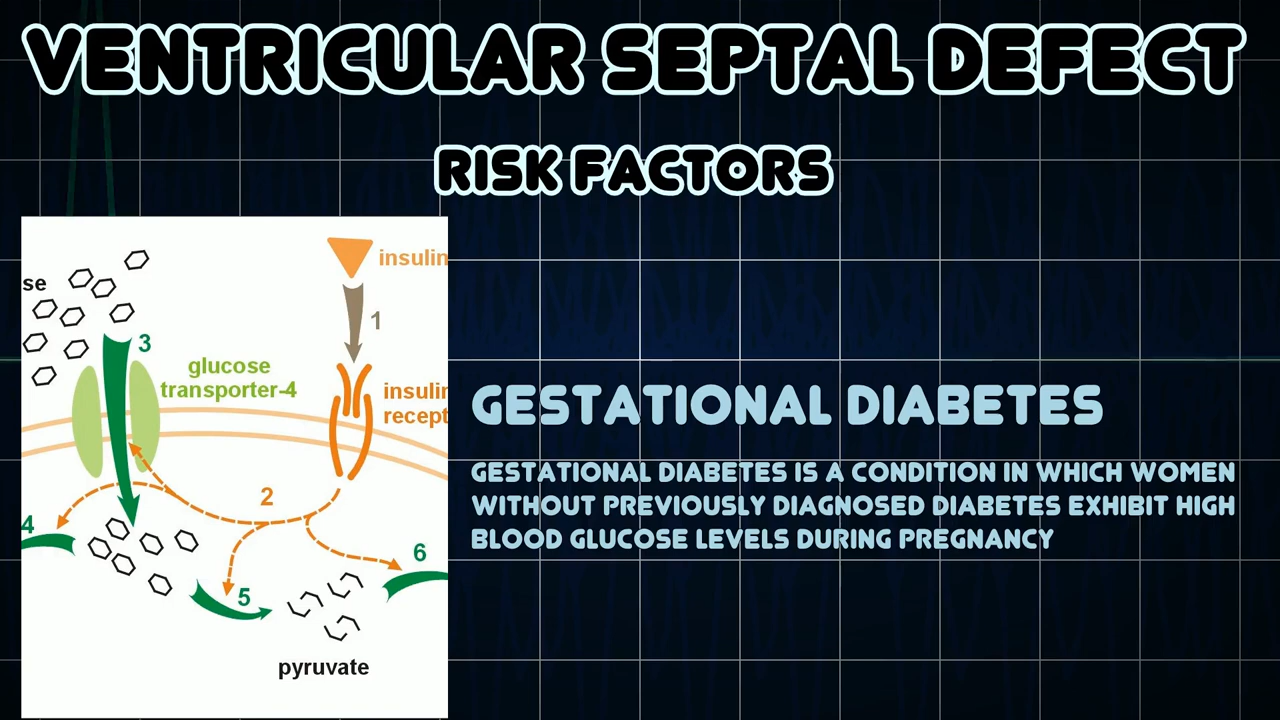 VENTRICULAR SEPTAL DEFECT
RISK FACTORS
insulin
se
1
3
glucose
transporter-4
insulin
recept
GESTATIONAL DIABETES
GESTATIONAL DIABETES IS A CONDITION IN WHICH WOMEN
WITHOUT PREVIOUSLY DIAGNOSED DIABETES EXHIBIT HIGH
BLOOD GLUCOSE LEVELS DURING PREGNANCY
2
4
6
5
pyruvate